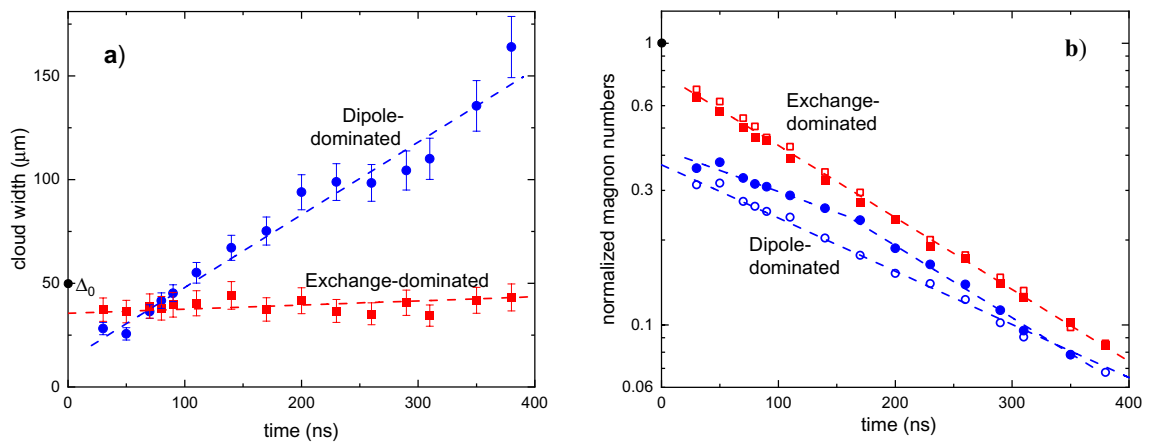 a)
150
100
50
0
cloud width (μm)
Dipole-
dominated
Δ0
Exchange-dominated
0
100
200
300
400
time (ns)
b)
1
0.6
0.3
0.1
0.06
normalized magnon numbers
Exchange-
dominated
Dipole-
dominated
0
100
200
300
400
time (ns)